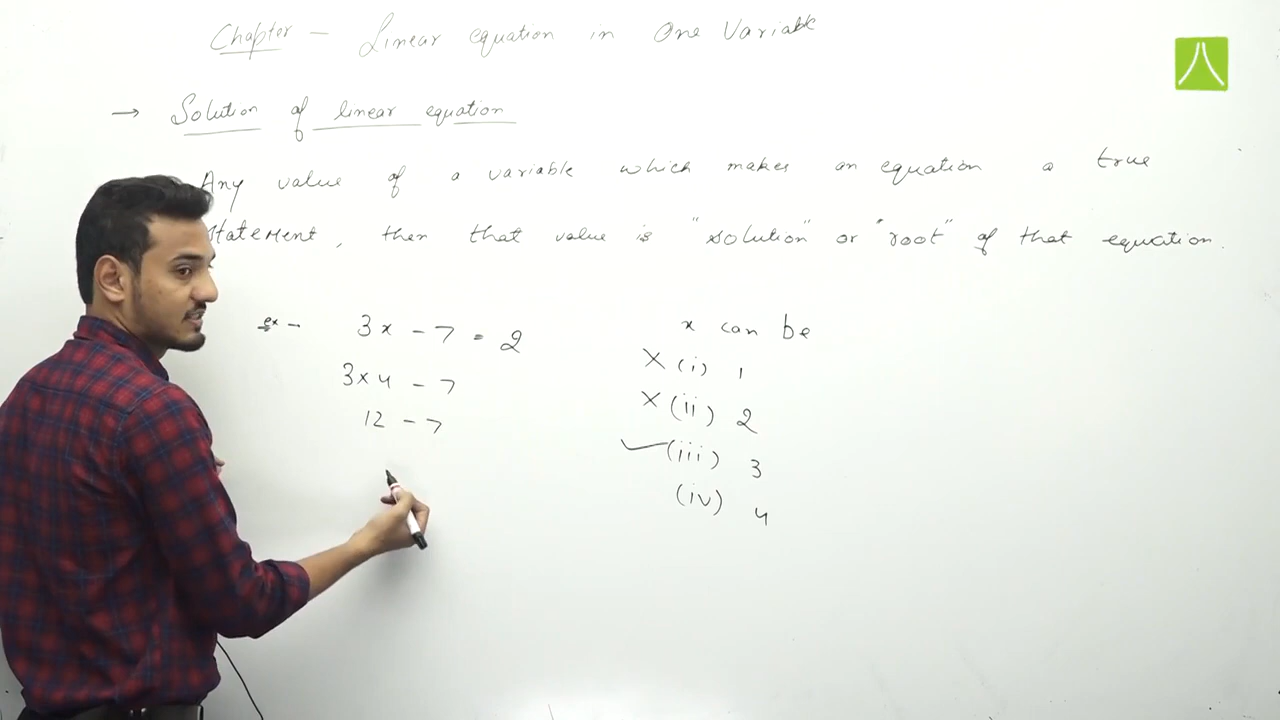 Chapter - Linear equation in One Variable
→ Solution of linear equation
Any value of a variable which makes an equation a true
statement, then that value is "solution" or "root" of that equation.
ex - 3x - 7 = 2
3 × 4 - 7
12 - 7
x can be
× (i) 1
× (ii) 2
✓ (iii) 3
(iv) 4